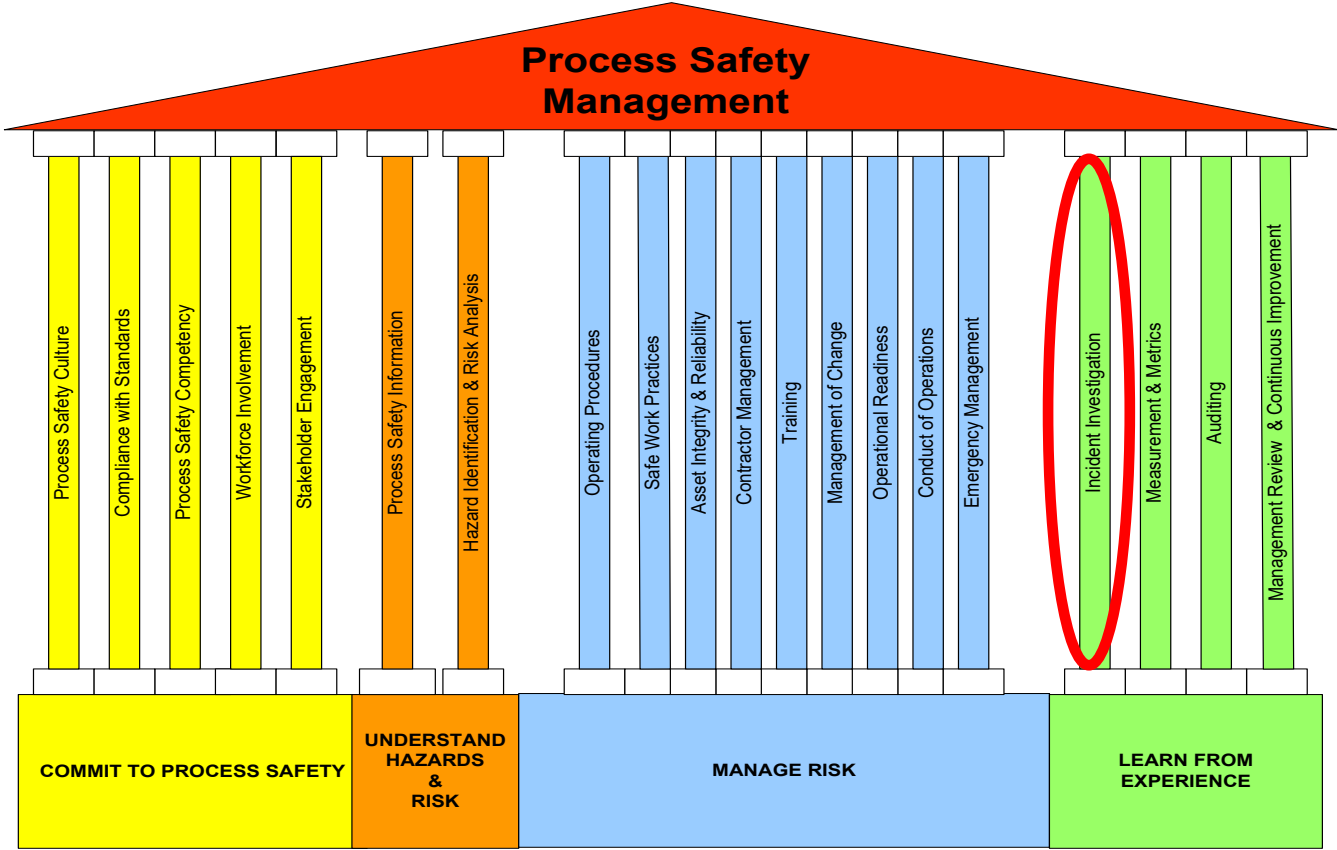 Process Safety
Management
Process Safety Culture
Compliance with Standards
Process Safety Competency
Workforce Involvement
Stakeholder Engagement
Process Safety Information
Hazard Identification & Risk Analysis
Operating Procedures
Safe Work Practices
Asset Integrity & Reliability
Contractor Management
Training
Management of Change
Operational Readiness
Conduct of Operations
Emergency Management
Incident Investigation
Measurement & Metrics
Auditing
Management Review & Continuous Improvement
COMMIT TO PROCESS SAFETY
UNDERSTAND
HAZARDS
&
RISK
MANAGE RISK
LEARN FROM
EXPERIENCE